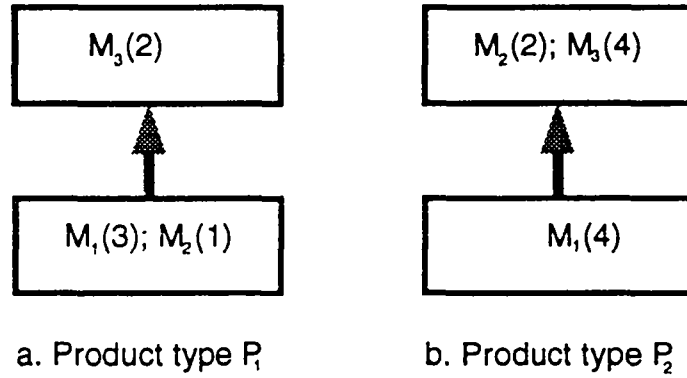 M₃(2)
M₂(2); M₃(4)
M₁(3); M₂(1)
M₁(4)
a. Product type P₁
b. Product type P₂